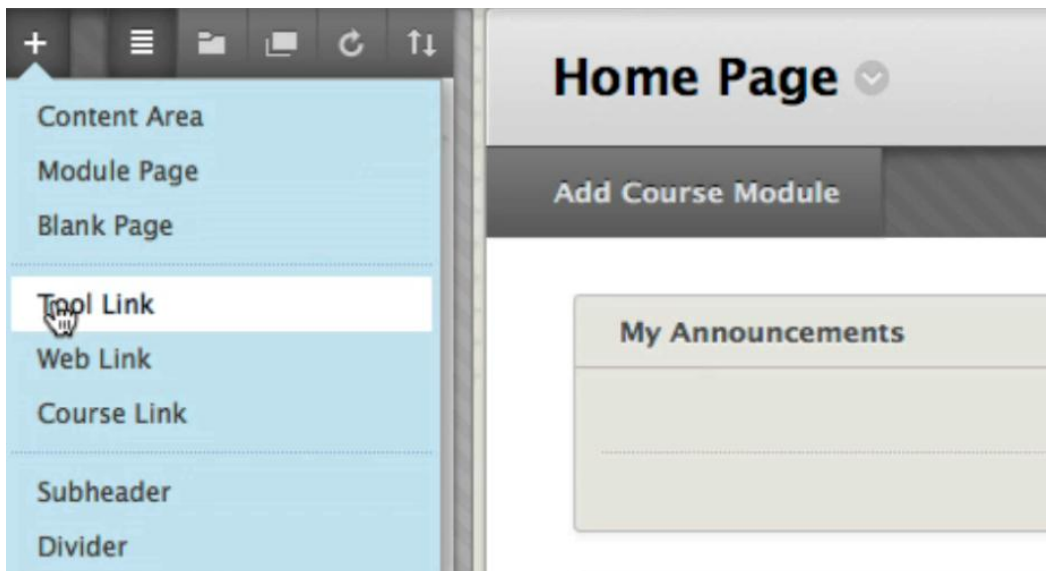 Content Area
Module Page
Blank Page
Tool Link
Web Link
Course Link
Subheader
Divider
Home Page
Add Course Module
My Announcements